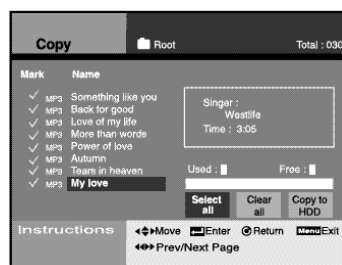 Copy Root Total : 030
Mark Name
MP3 Something like you
MP3 Back for good
MP3 Love of my life
MP3 More than words
MP3 Power of love
MP3 Autumn
MP3 Tears in heaven
MP3 My love
Singer :
Westlife
Time : 3:05
Used : Free :
Select all Clear all Copy to HDD
Instructions Move Enter Return Menu Exit
Prev/Next Page